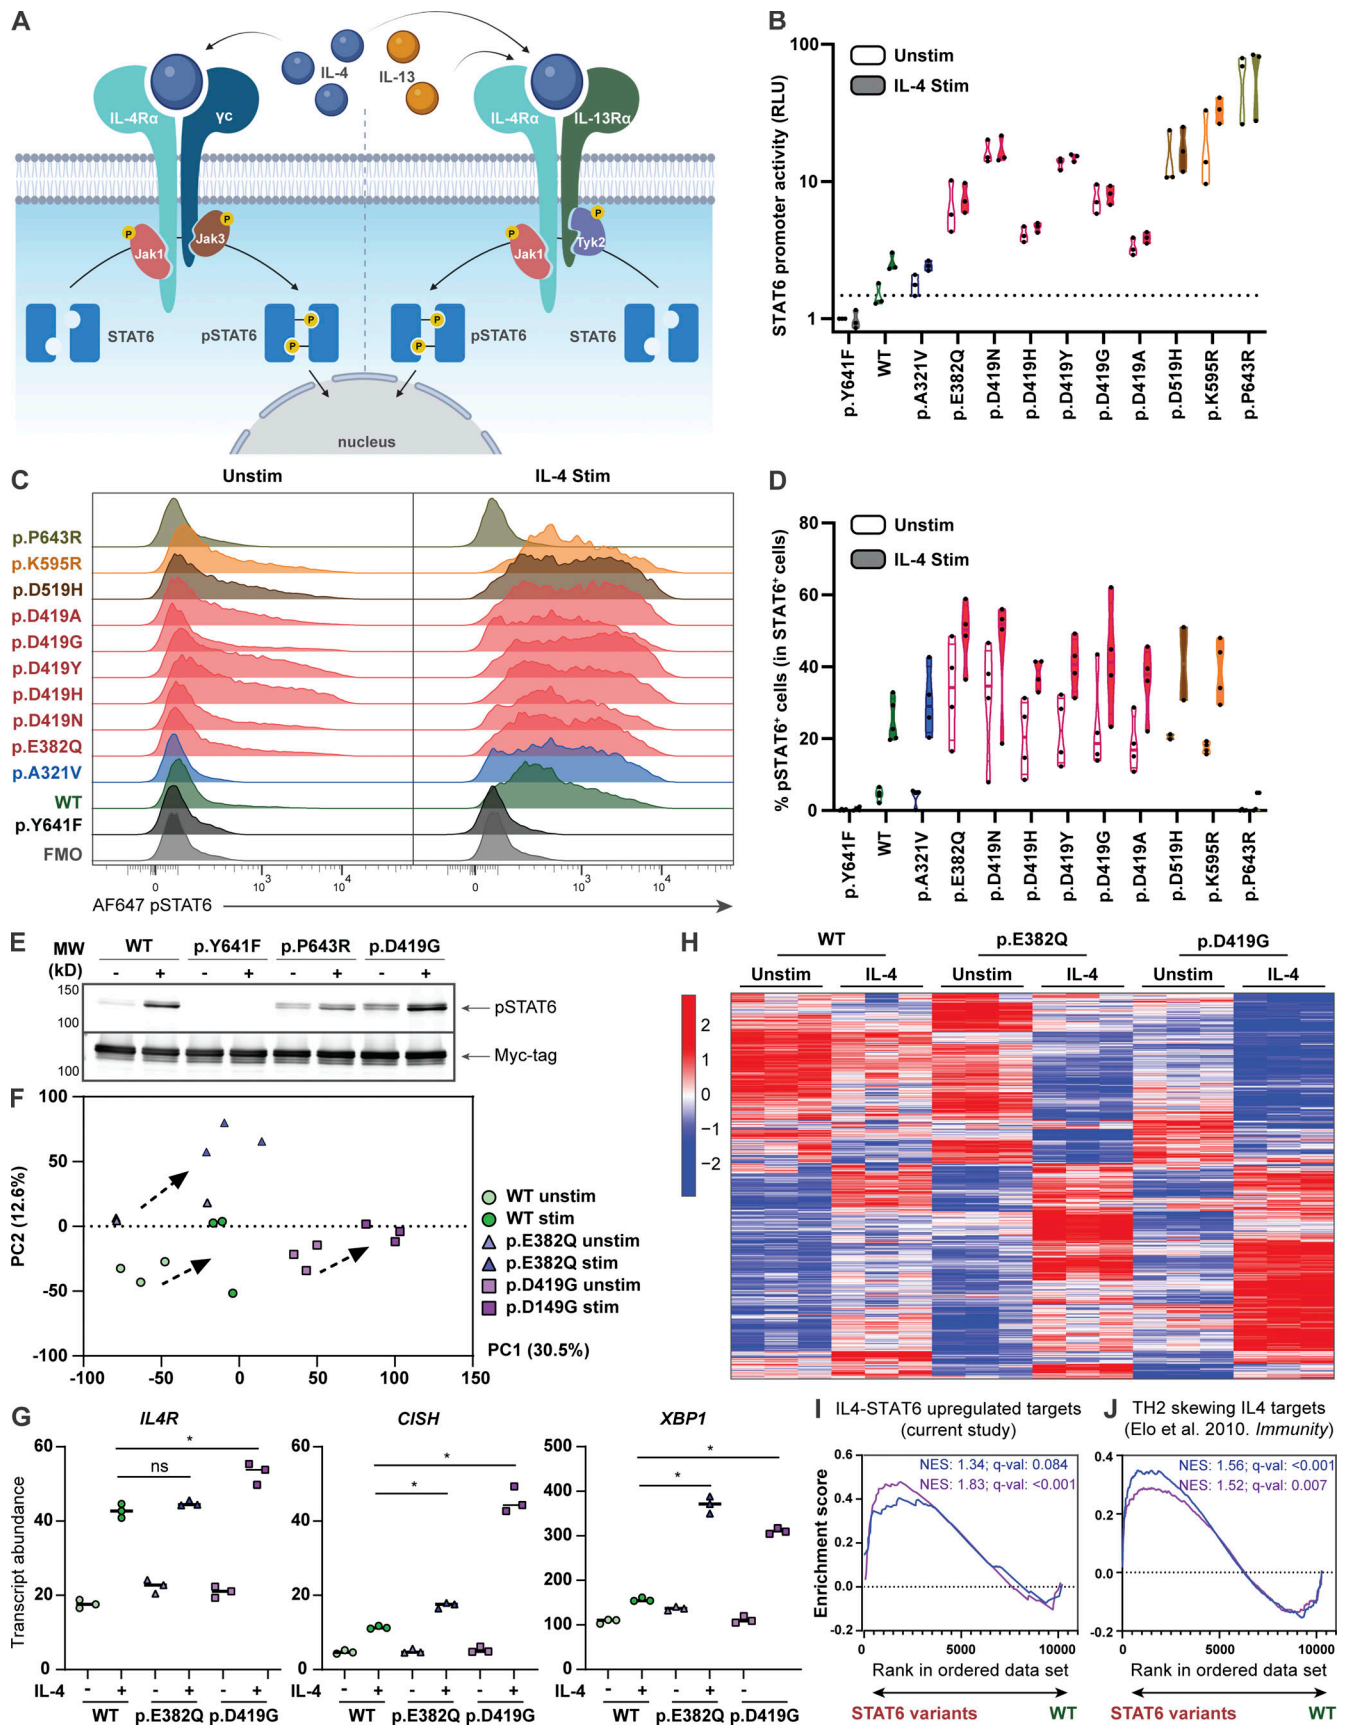 A
IL-4
IL-13
IL-4Rα
γc
IL-4Rα
IL-13Rα
P
P
Jak1
Jak3
P
P
Jak1
Tyk2
STAT6
pSTAT6
P
P
P
P
pSTAT6
STAT6
nucleus
B
STAT6 promoter activity (RLU)
100
10
1
Unstim
IL-4 Stim
p.Y641F
WT
p.A321V
p.E382Q
p.D419N
p.D419H
p.D419Y
p.D419G
p.D419A
p.D519H
p.K595R
p.P643R
C
Unstim
IL-4 Stim
p.P643R
p.K595R
p.D519H
p.D419A
p.D419G
p.D419Y
p.D419H
p.D419N
p.E382Q
p.A321V
WT
p.Y641F
FMO
0 10³ 10⁴ 0 10³ 10⁴
AF647 pSTAT6
D
% pSTAT6⁺ cells (in STAT6⁺ cells)
80
60
40
20
0
Unstim
IL-4 Stim
p.Y641F
WT
p.A321V
p.E382Q
p.D419N
p.D419H
p.D419Y
p.D419G
p.D419A
p.D519H
p.K595R
p.P643R
E
MW
(kD)
WT p.Y641F p.P643R p.D419G
- + - + - + - +
150
100
pSTAT6
100
Myc-tag
F
PC2 (12.6%)
100
50
0
-50
-100
-100 -50 0 50 100 150
WT unstim
WT stim
p.E382Q unstim
p.E382Q stim
p.D419G unstim
p.D149G stim
PC1 (30.5%)
G
Transcript abundance
IL4R
60
40
20
0
ns
*
IL-4 - + - + - +
WT p.E382Q p.D419G
CISH
60
40
20
0
*
*
IL-4 - + - + - +
WT p.E382Q p.D419G
XBP1
500
400
300
200
100
0
*
*
IL-4 - + - + - +
WT p.E382Q p.D419G
H
WT p.E382Q p.D419G
Unstim IL-4 Unstim IL-4 Unstim IL-4
2
1
0
−1
−2
I
IL4-STAT6 upregulated targets
(current study)
Enrichment score
0.6
0.4
0.2
0.0
-0.2
NES: 1.34; q-val: 0.084
NES: 1.83; q-val: <0.001
0 5000 10000
Rank in ordered data set
STAT6 variants WT
J
TH2 skewing IL4 targets
(Elo et al. 2010. Immunity)
0.4
0.2
0.0
-0.2
NES: 1.56; q-val: <0.001
NES: 1.52; q-val: 0.007
0 5000 10000
Rank in ordered data set
STAT6 variants WT